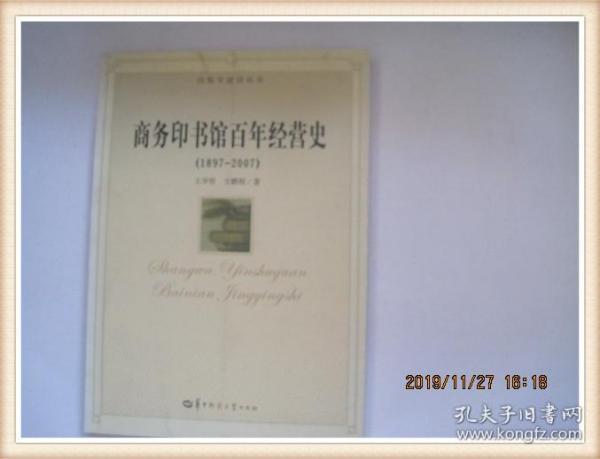 商务印书馆百年经营史
(1897-2007)
Shangwu Yinshuguan
Bainian Jingyingshi
2019/11/27 16:18
孔夫子旧書网
www.kongfz.com